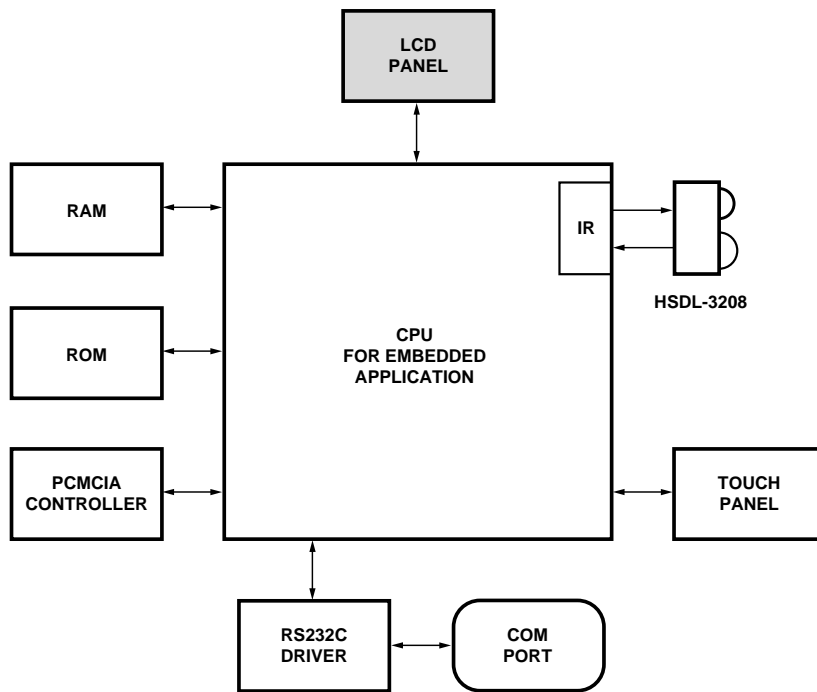 LCD
PANEL
RAM
IR
HSDL-3208
ROM
CPU
FOR EMBEDDED
APPLICATION
PCMCIA
CONTROLLER
TOUCH
PANEL
RS232C
DRIVER
COM
PORT